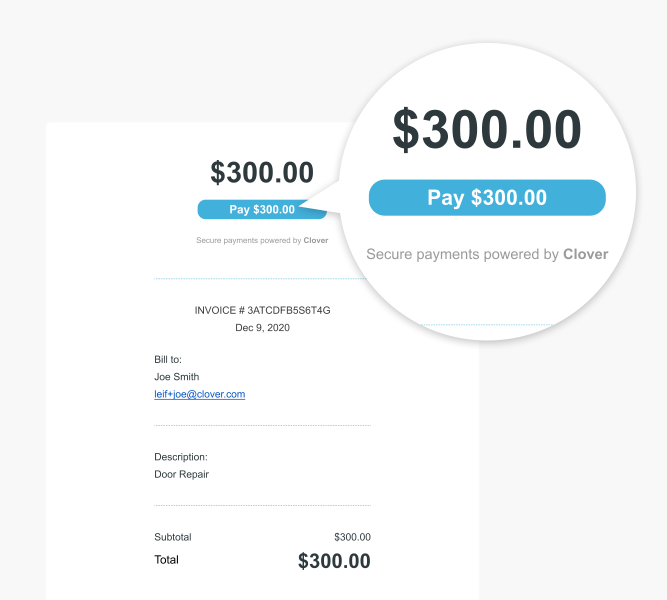 $300.00
Pay $300.00
Secure payments powered by Clover
$300.00
Pay $300.00
Secure payments powered by Clover
INVOICE # 3ATCDFB5S6T4G
Dec 9, 2020
Bill to:
Joe Smith
leif+joe@clover.com
Description:
Door Repair
Subtotal $300.00
Total $300.00